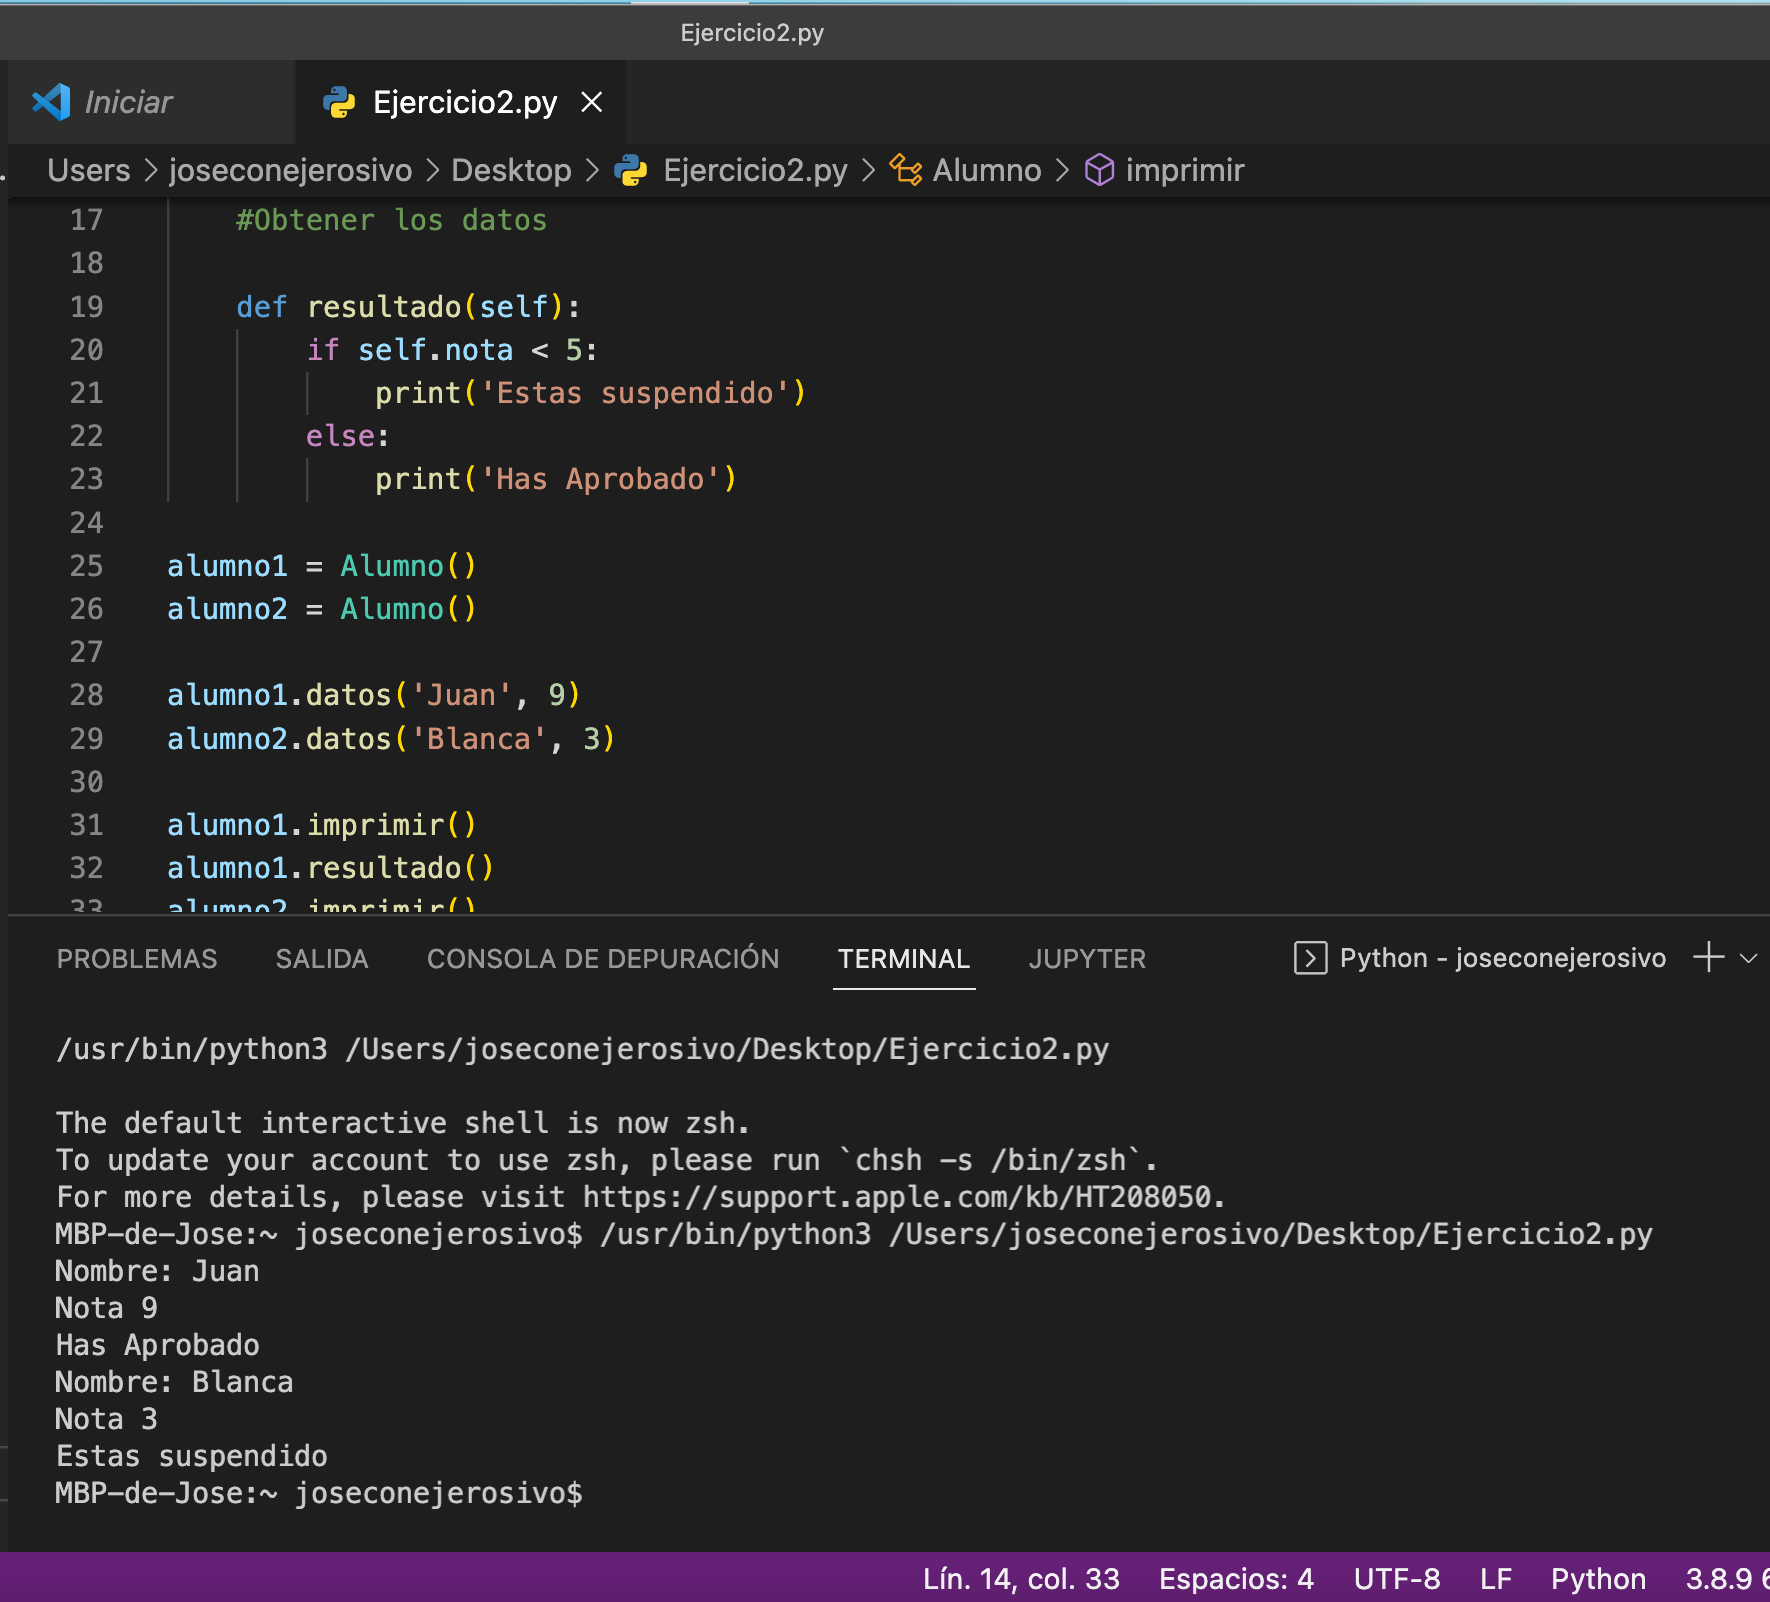 Ejercicio2.py
Iniciar
Ejercicio2.py
Users > joseconejerosivo > Desktop > Ejercicio2.py > Alumno > imprimir
17 #Obtener los datos
18
19 def resultado(self):
20 if self.nota < 5:
21 print('Estas suspendido')
22 else:
23 print('Has Aprobado')
24
25 alumno1 = Alumno()
26 alumno2 = Alumno()
27
28 alumno1.datos('Juan', 9)
29 alumno2.datos('Blanca', 3)
30
31 alumno1.imprimir()
32 alumno1.resultado()
33 alumno2.imprimir()
PROBLEMAS SALIDA CONSOLA DE DEPURACIÓN TERMINAL JUPYTER Python - joseconejerosivo
/usr/bin/python3 /Users/joseconejerosivo/Desktop/Ejercicio2.py
The default interactive shell is now zsh.
To update your account to use zsh, please run `chsh -s /bin/zsh`.
For more details, please visit https://support.apple.com/kb/HT208050.
MBP-de-Jose:~ joseconejerosivo$ /usr/bin/python3 /Users/joseconejerosivo/Desktop/Ejercicio2.py
Nombre: Juan
Nota 9
Has Aprobado
Nombre: Blanca
Nota 3
Estas suspendido
MBP-de-Jose:~ joseconejerosivo$
Lín. 14, col. 33 Espacios: 4 UTF-8 LF Python 3.8.9